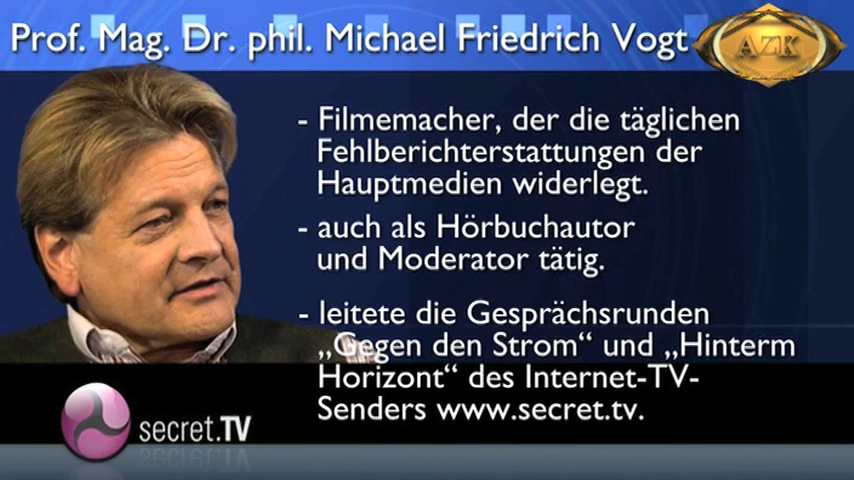 Prof. Mag. Dr. phil. Michael Friedrich Vogt
AZK
- Filmemacher, der die täglichen
Fehlberichterstattungen der
Hauptmedien widerlegt.
- auch als Hörbuchautor
und Moderator tätig.
- leitete die Gesprächsrunden
„Gegen den Strom“ und „Hinterm
Horizont“ des Internet-TV-
Senders www.secret.tv.
secret.TV